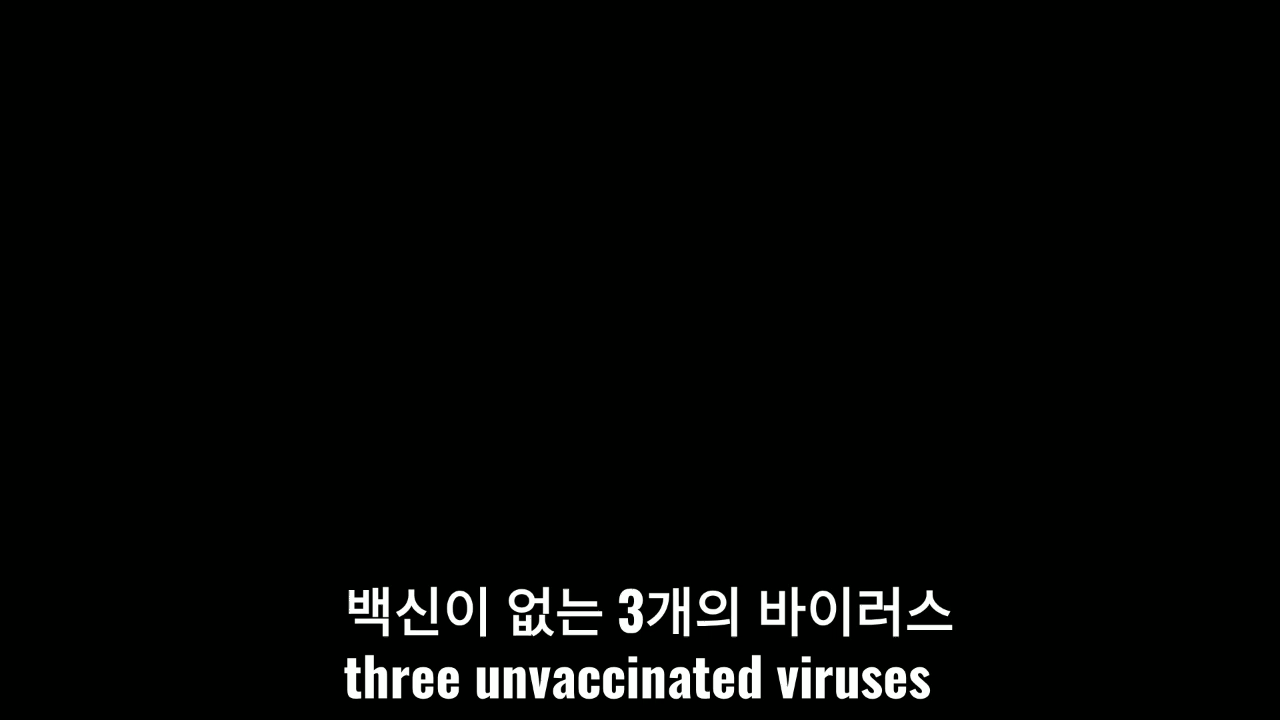 백신이 없는 3개의 바이러스
three unvaccinated viruses